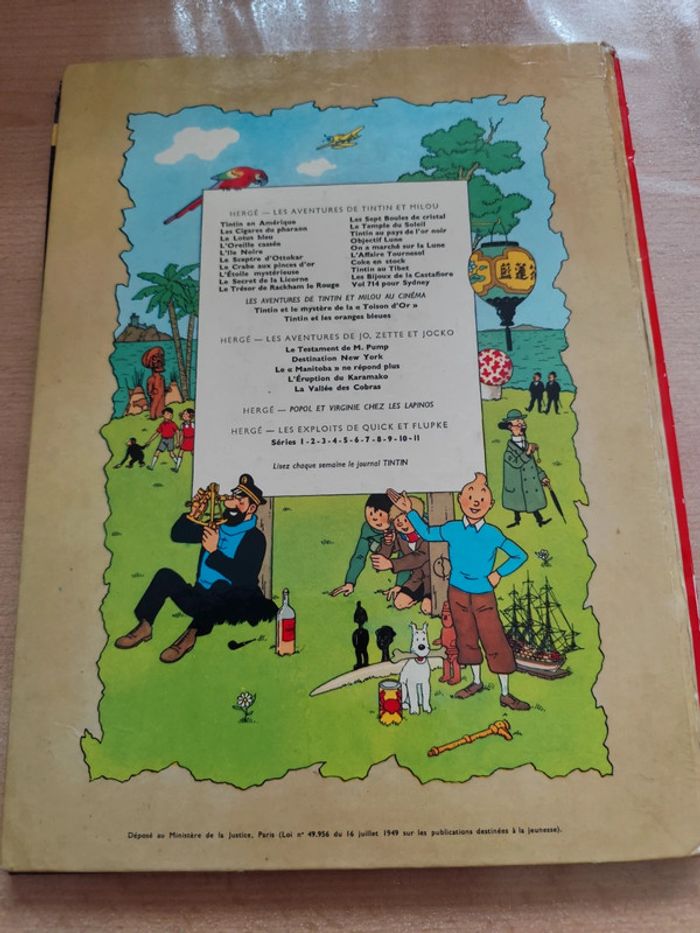 HERGÉ — LES AVENTURES DE TINTIN ET MILOU
Tintin en Amérique
Les Cigares du pharaon
Le Lotus bleu
L'Oreille cassée
L'Ile Noire
Le Sceptre d'Ottokar
Le Crabe aux pinces d'or
L'Étoile mystérieuse
Le Secret de la Licorne
Le Trésor de Rackham le Rouge
Les Sept Boules de cristal
Le Temple du Soleil
Tintin au pays de l'or noir
Objectif Lune
On a marché sur la Lune
L'Affaire Tournesol
Coke en stock
Tintin au Tibet
Les Bijoux de la Castafiore
Vol 714 pour Sydney
LES AVENTURES DE TINTIN ET MILOU AU CINÉMA
Tintin et le mystère de la « Toison d'Or »
Tintin et les oranges bleues
HERGÉ — LES AVENTURES DE JO, ZETTE ET JOCKO
Le Testament de M. Pump
Destination New York
Le « Manitoba » ne répond plus
L'Éruption du Karamako
La Vallée des Cobras
HERGÉ — POPOL ET VIRGINIE CHEZ LES LAPINOS
HERGÉ — LES EXPLOITS DE QUICK ET FLUPKE
Séries 1-2-3-4-5-6-7-8-9-10-11
Lisez chaque semaine le journal TINTIN
Déposé au Ministère de la Justice, Paris (Loi n° 49.956 du 16 juillet 1949 sur les publications destinées à la jeunesse).